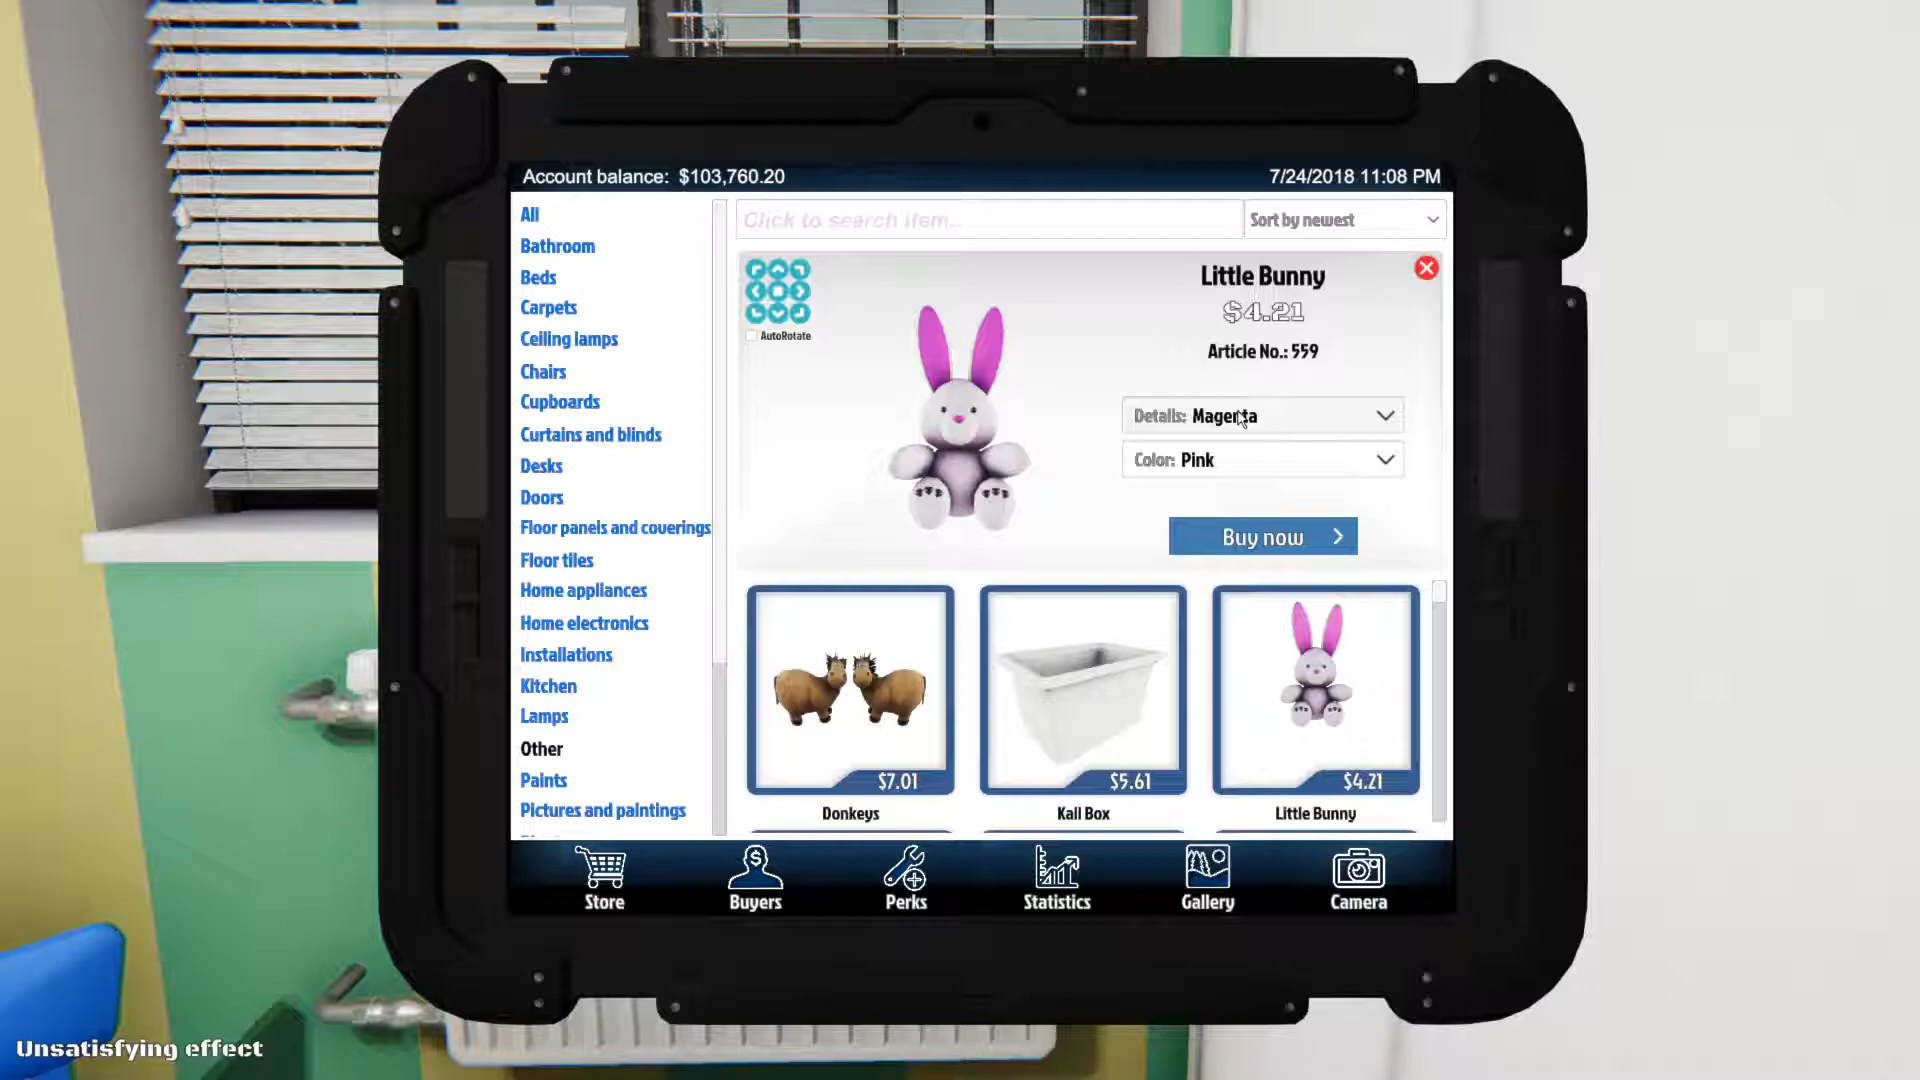 Account balance: $103,760.20
7/24/2018 11:08 PM
All
Bathroom
Beds
Carpets
Ceiling lamps
Chairs
Cupboards
Curtains and blinds
Desks
Doors
Floor panels and coverings
Floor tiles
Home appliances
Home electronics
Installations
Kitchen
Lamps
Other
Paints
Pictures and paintings
Click to search item...
Sort by newest
AutoRotate
Little Bunny
$4.21
Article No.: 559
Details: Magenta
Color: Pink
Buy now
$7.01
$5.61
$4.21
Donkeys
Kall Box
Little Bunny
Store
Buyers
Perks
Statistics
Gallery
Camera
Unsatisfying effect